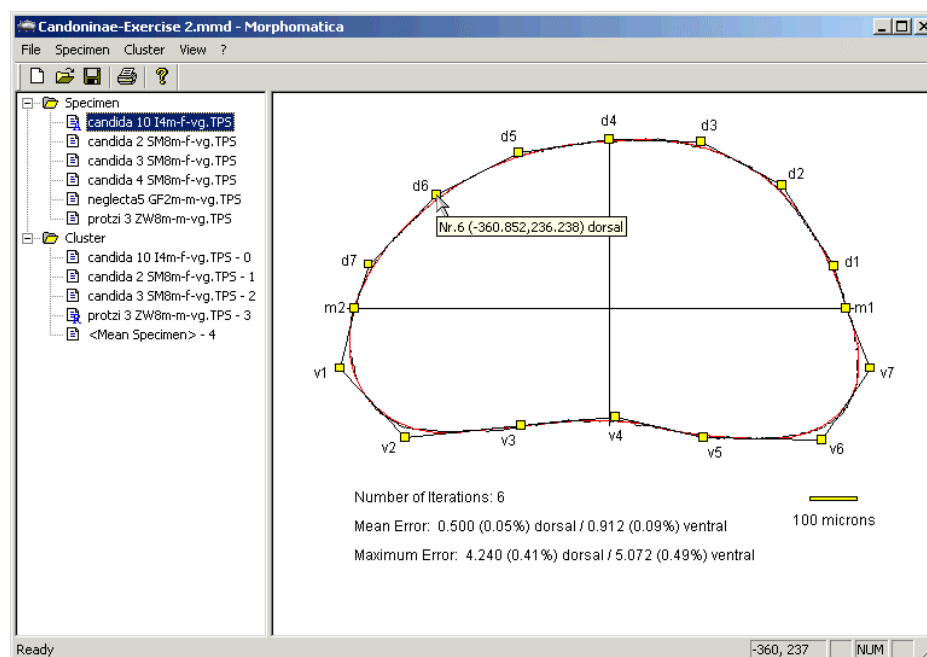 Candoninae-Exercise 2.mmd - Morphomatica
File Specimen Cluster View ?
Specimen
candida 10 I4m-f-vg.TPS
candida 2 SM8m-f-vg.TPS
candida 3 SM8m-f-vg.TPS
candida 4 SM8m-f-vg.TPS
neglecta5 GF2m-m-vg.TPS
protzi 3 ZW8m-m-vg.TPS
Cluster
candida 10 I4m-f-vg.TPS - 0
candida 2 SM8m-f-vg.TPS - 1
candida 3 SM8m-f-vg.TPS - 2
protzi 3 ZW8m-m-vg.TPS - 3
<Mean Specimen> - 4
d4
d3
d5
d2
d6
Nr.6 (-360.852,236.238) dorsal
d7
d1
m2
m1
v1
v7
v2
v3
v4
v5
v6
Number of Iterations: 6
Mean Error: 0.500 (0.05%) dorsal / 0.912 (0.09%) ventral
100 microns
Maximum Error: 4.240 (0.41%) dorsal / 5.072 (0.49%) ventral
Ready
-360, 237
NUM